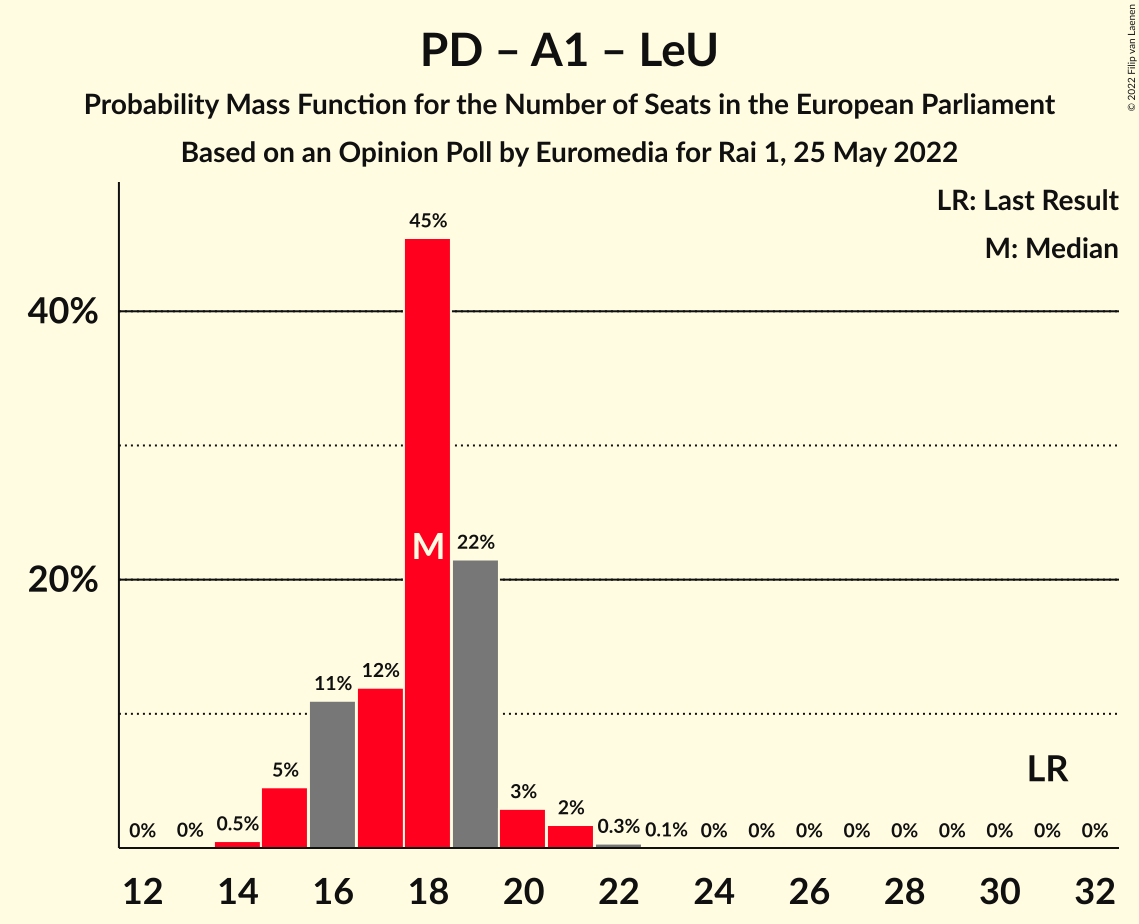 © 2022 Filip van Laenen
PD – A1 – LeU
Probability Mass Function for the Number of Seats in the European Parliament
Based on an Opinion Poll by Euromedia for Rai 1, 25 May 2022
LR: Last Result
M: Median
40%
20%
0% 0% 0.5% 5% 11% 12% 45% 22% 3% 2% 0.3% 0.1% 0% 0% 0% 0% 0% 0% 0% 0% 0%
M
LR
12 14 16 18 20 22 24 26 28 30 32